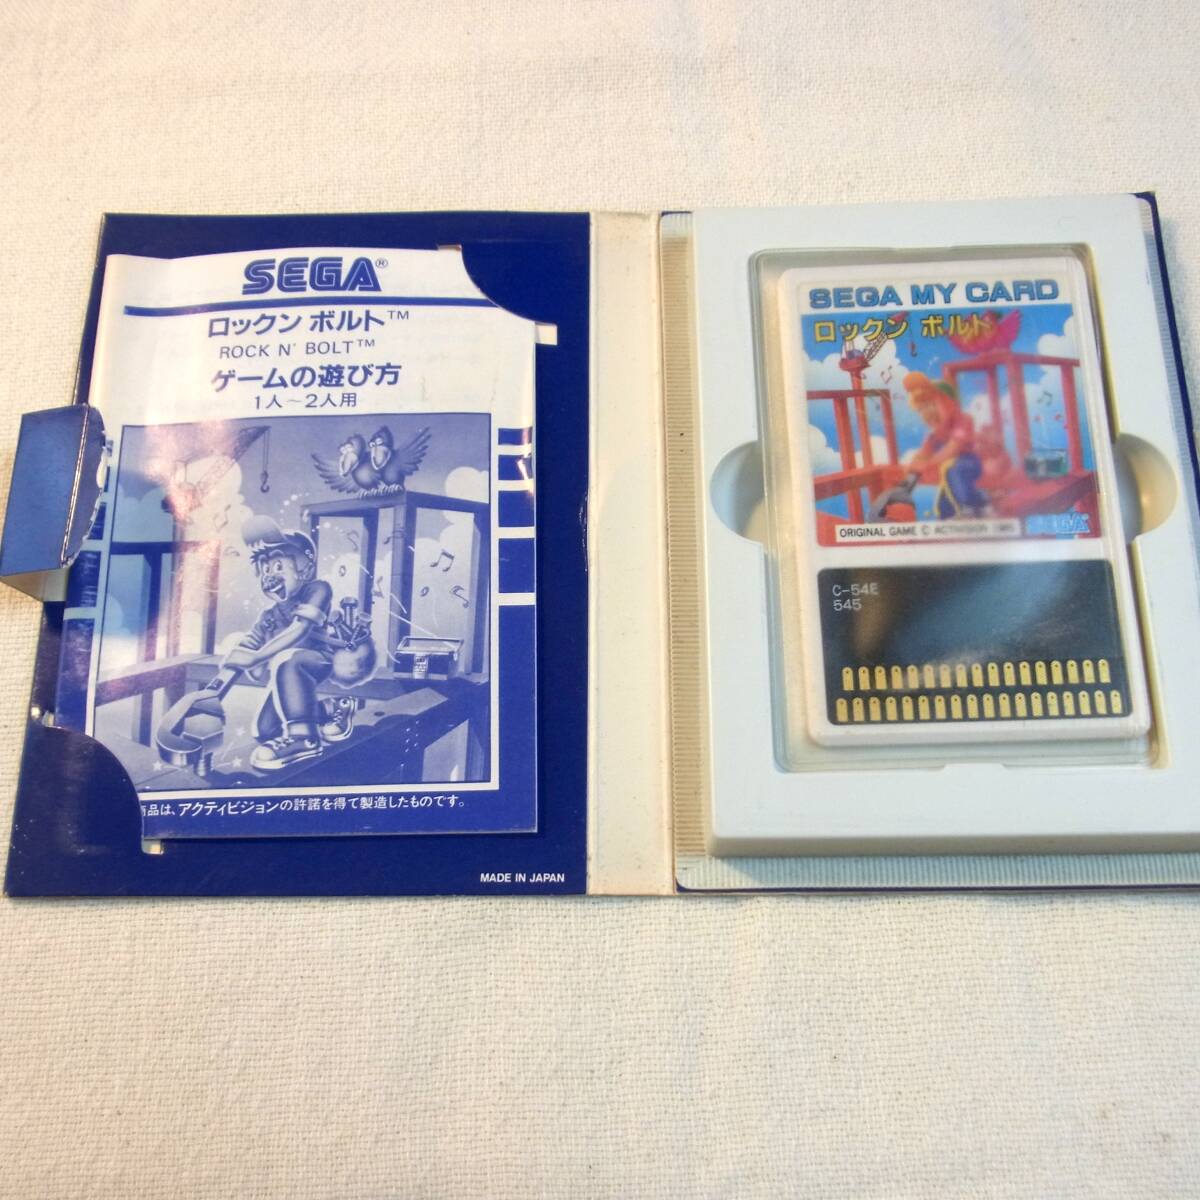 SEGA®
ロックン ボルト™
ROCK N' BOLT™
ゲームの遊び方
1人～2人用
品は、アクティビジョンの許諾を得て製造したものです。
MADE IN JAPAN
SEGA MY CARD
ロックン ボルト
ORIGINAL GAME © ACTIVISION 1985
SEGA
C-54E
545